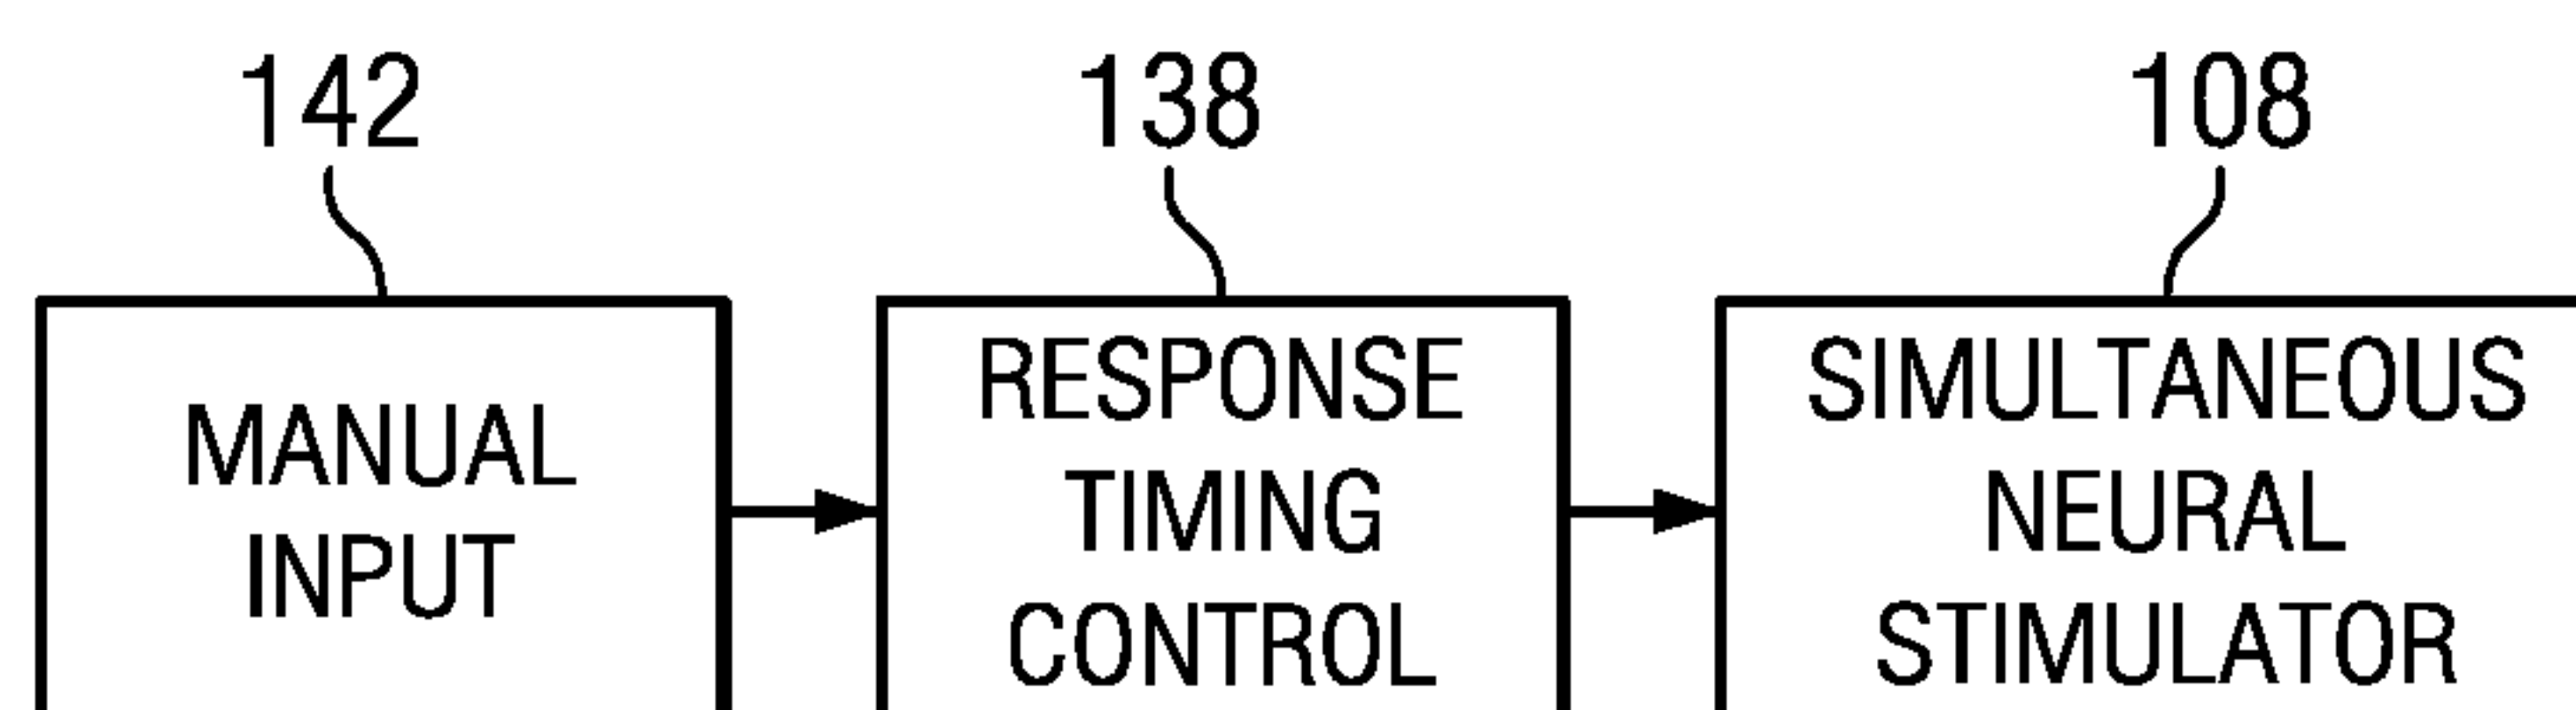 142
138
108
MANUAL
INPUT
RESPONSE
TIMING
CONTROL
SIMULTANEOUS
NEURAL
STIMULATOR